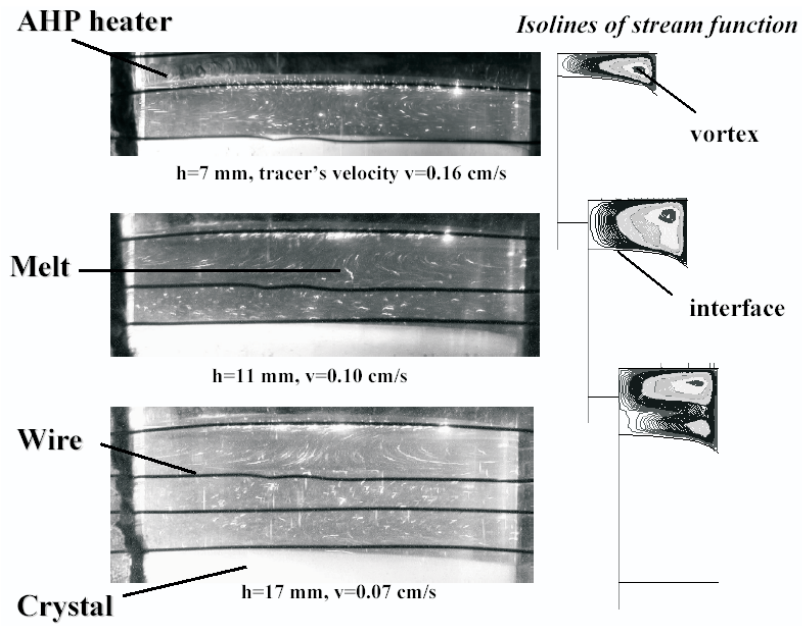 AHP heater
Isolines of stream function
vortex
h=7 mm, tracer's velocity v=0.16 cm/s
Melt
interface
h=11 mm, v=0.10 cm/s
Wire
h=17 mm, v=0.07 cm/s
Crystal